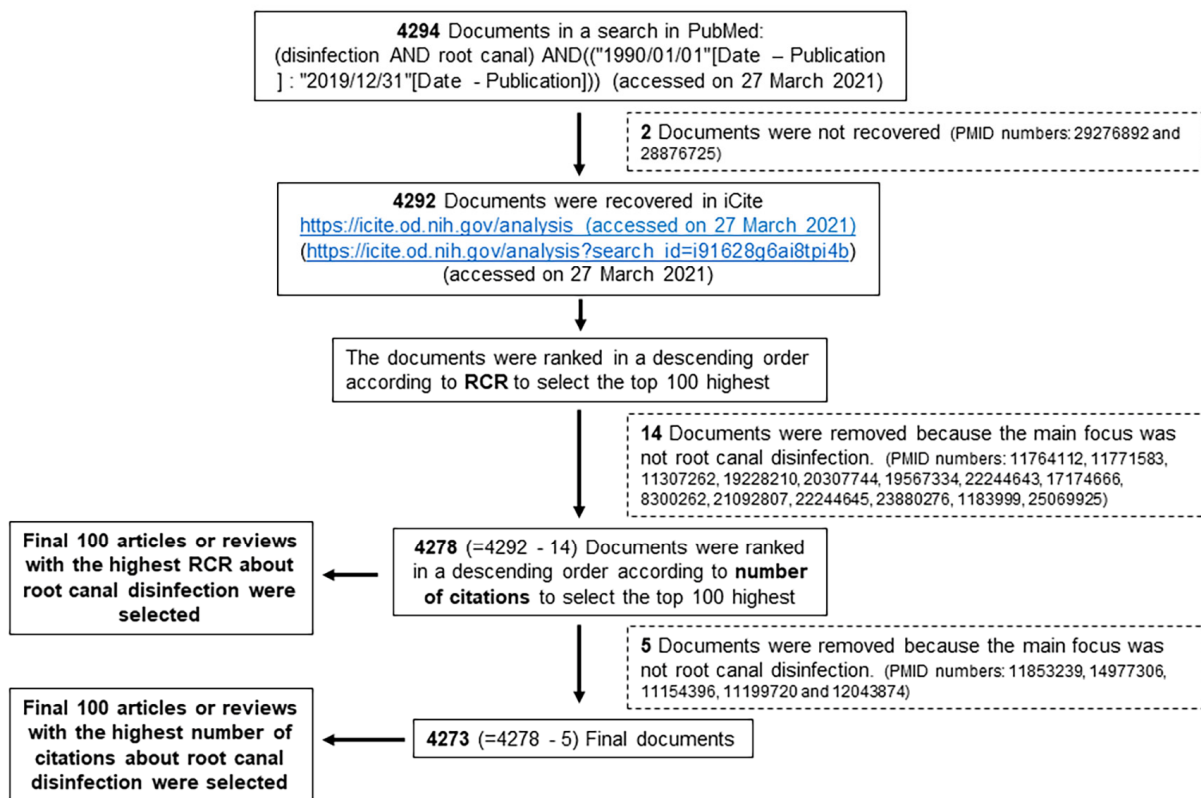 4294 Documents in a search in PubMed:
(disinfection AND root canal) AND(("1990/01/01"[Date – Publication
] : "2019/12/31"[Date - Publication])) (accessed on 27 March 2021)
2 Documents were not recovered (PMID numbers: 29276892 and
28876725)
4292 Documents were recovered in iCite
https://icite.od.nih.gov/analysis (accessed on 27 March 2021)
(https://icite.od.nih.gov/analysis?search_id=i91628g6ai8tpi4b)
(accessed on 27 March 2021)
The documents were ranked in a descending order
according to RCR to select the top 100 highest
14 Documents were removed because the main focus was
not root canal disinfection. (PMID numbers: 11764112, 11771583,
11307262, 19228210, 20307744, 19567334, 22244643, 17174666,
8300262, 21092807, 22244645, 23880276, 1183999, 25069925)
Final 100 articles or reviews
with the highest RCR about
root canal disinfection were
selected
4278 (=4292 - 14) Documents were ranked
in a descending order according to number
of citations to select the top 100 highest
5 Documents were removed because the main focus was
not root canal disinfection. (PMID numbers: 11853239, 14977306,
11154396, 11199720 and 12043874)
Final 100 articles or reviews
with the highest number of
citations about root canal
disinfection were selected
4273 (=4278 - 5) Final documents